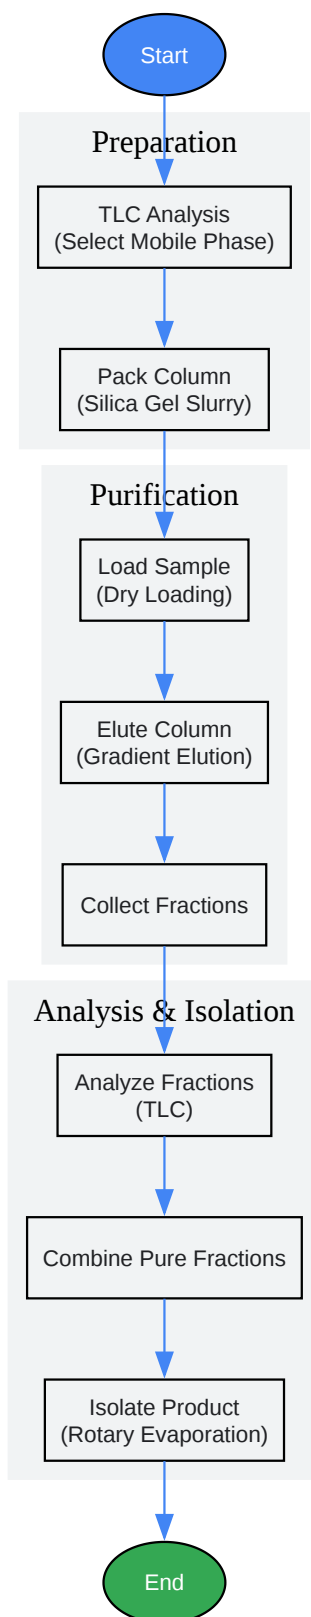 Start
Preparation
TLC Analysis
(Select Mobile Phase)
Pack Column
(Silica Gel Slurry)
Purification
Load Sample
(Dry Loading)
Elute Column
(Gradient Elution)
Collect Fractions
Analysis & Isolation
Analyze Fractions
(TLC)
Combine Pure Fractions
Isolate Product
(Rotary Evaporation)
End